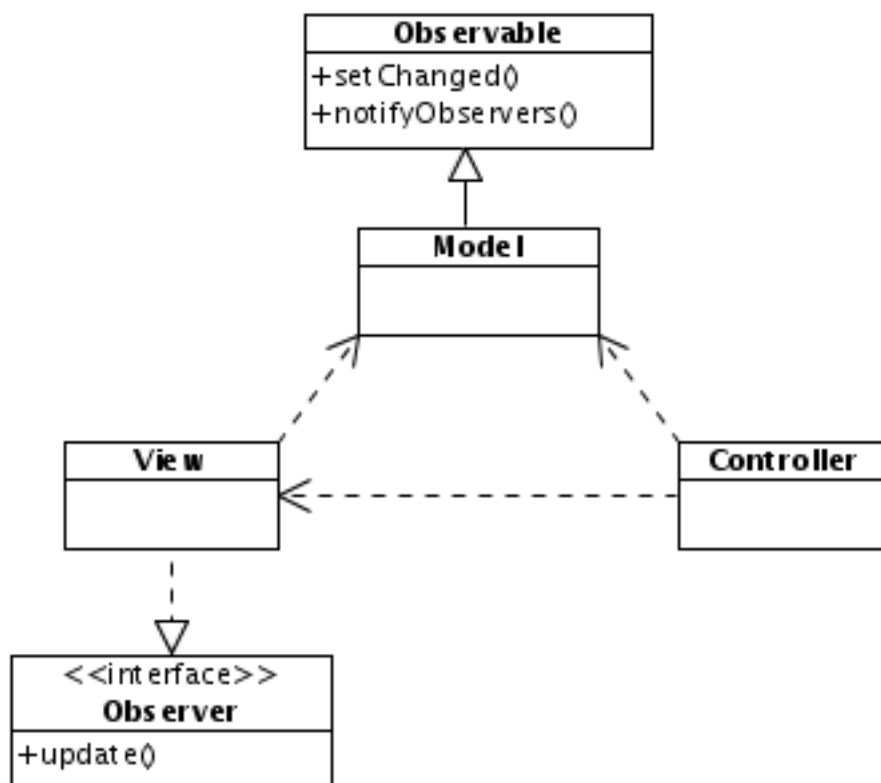 Observable
+setChanged()
+notifyObservers()
Model
View
Controller
<<interface>>
Observer
+update()